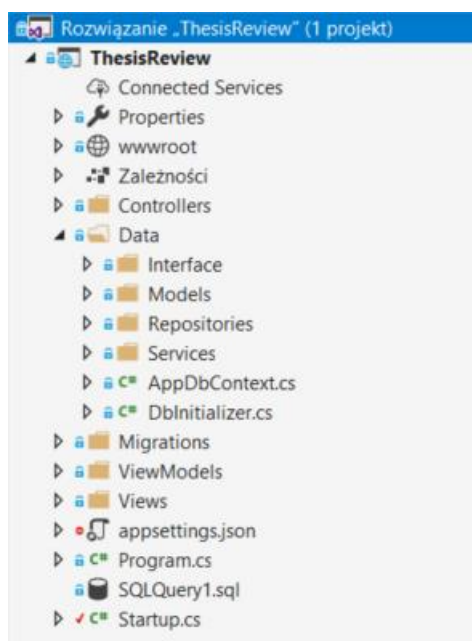 Rozwiązanie „ThesisReview" (1 projekt)
ThesisReview
Connected Services
Properties
wwwroot
Zależności
Controllers
Data
Interface
Models
Repositories
Services
C# AppDbContext.cs
C# DbInitializer.cs
Migrations
ViewModels
Views
appsettings.json
C# Program.cs
SQLQuery1.sql
C# Startup.cs